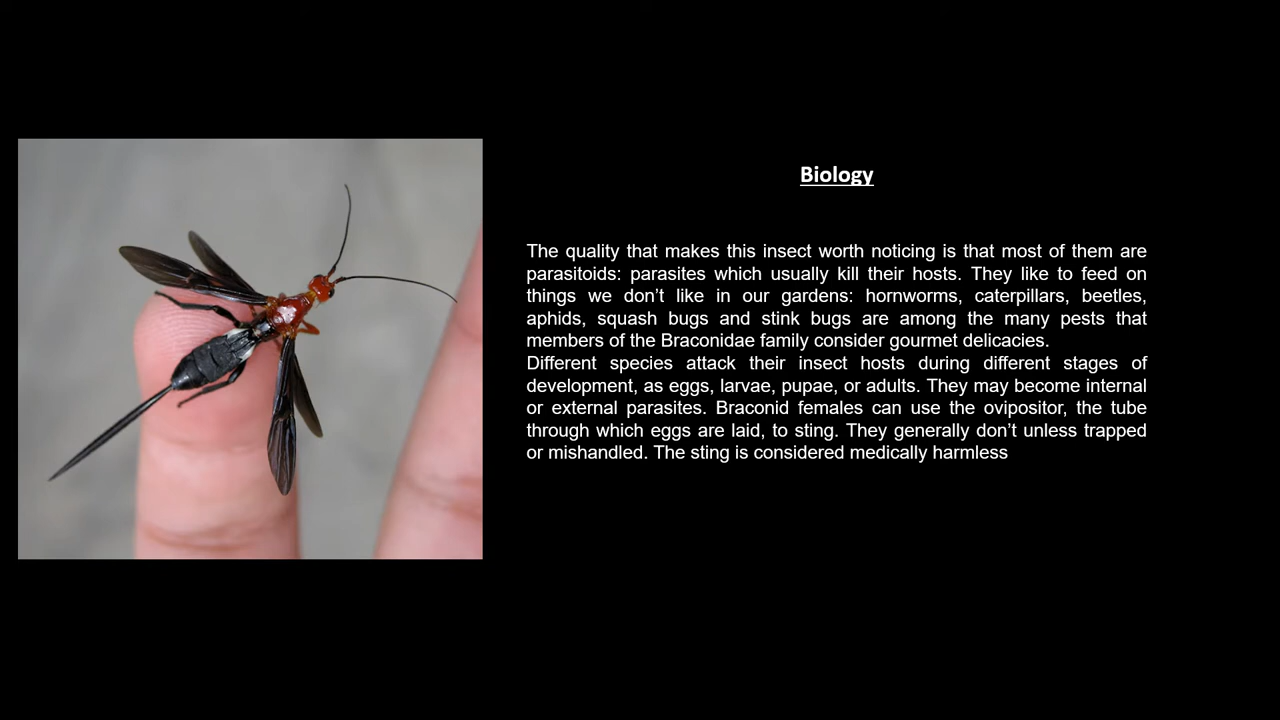 Biology
The quality that makes this insect worth noticing is that most of them are
parasitoids: parasites which usually kill their hosts. They like to feed on
things we don’t like in our gardens: hornworms, caterpillars, beetles,
aphids, squash bugs and stink bugs are among the many pests that
members of the Braconidae family consider gourmet delicacies.
Different species attack their insect hosts during different stages of
development, as eggs, larvae, pupae, or adults. They may become internal
or external parasites. Braconid females can use the ovipositor, the tube
through which eggs are laid, to sting. They generally don’t unless trapped
or mishandled. The sting is considered medically harmless